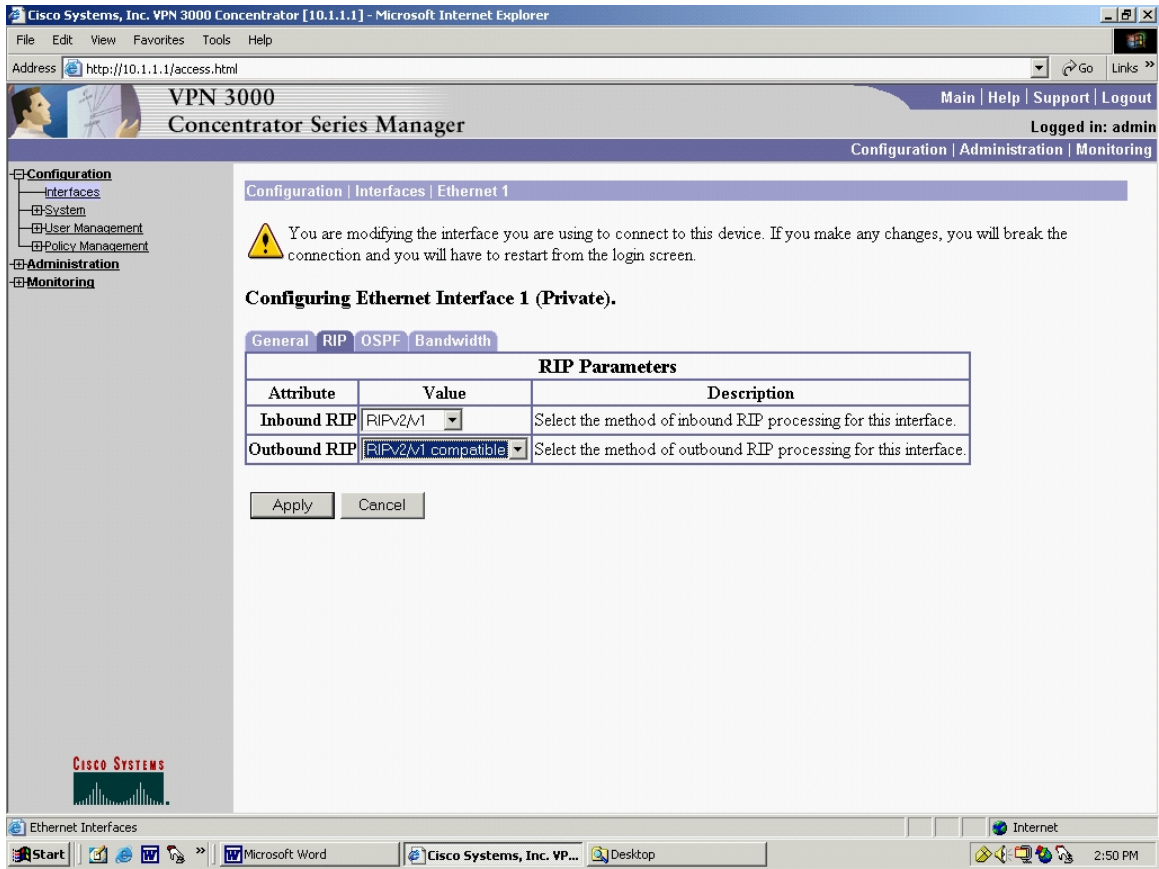 Cisco Systems, Inc. VPN 3000 Concentrator [10.1.1.1] - Microsoft Internet Explorer
File Edit View Favorites Tools Help
Address http://10.1.1.1/access.html Go Links »
VPN 3000
Concentrator Series Manager
Main | Help | Support | Logout
Logged in: admin
Configuration | Administration | Monitoring
Configuration
Interfaces
System
User Management
Policy Management
Administration
Monitoring
Configuration | Interfaces | Ethernet 1
You are modifying the interface you are using to connect to this device. If you make any changes, you will break the
connection and you will have to restart from the login screen.
Configuring Ethernet Interface 1 (Private).
General RIP OSPF Bandwidth
RIP Parameters
Attribute Value Description
Inbound RIP RIPv2/v1 Select the method of inbound RIP processing for this interface.
Outbound RIP RIPv2/v1 compatible Select the method of outbound RIP processing for this interface.
Apply Cancel
CISCO SYSTEMS
Ethernet Interfaces Internet
Start » Microsoft Word Cisco Systems, Inc. VP... Desktop 2:50 PM